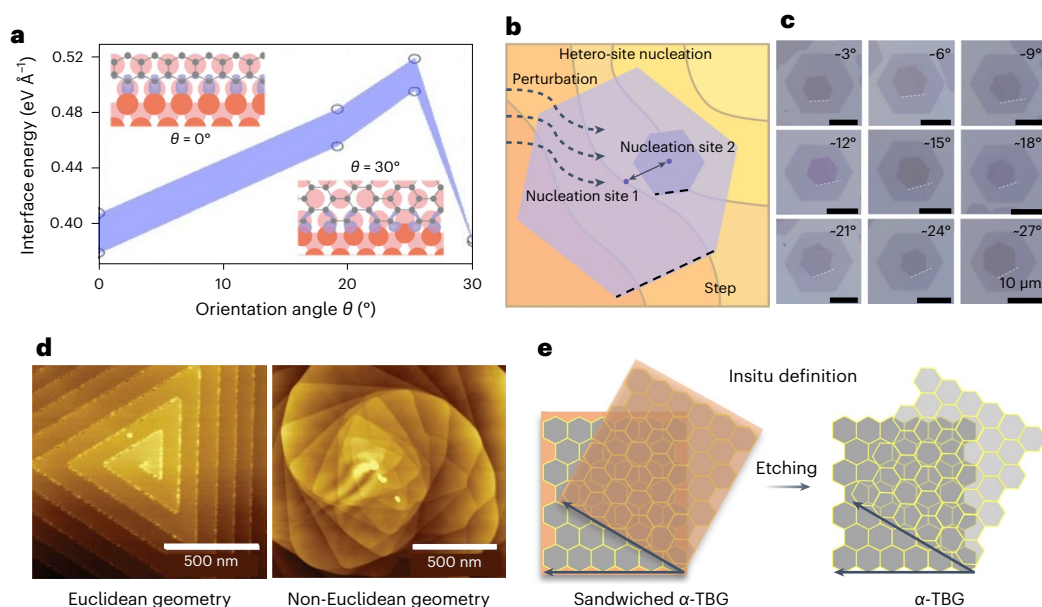 a
Interface energy (eV Å⁻¹)
0.52
0.48
0.44
0.40
θ = 0°
θ = 30°
0
10
20
30
Orientation angle θ (°)
b
Hetero-site nucleation
Perturbation
Nucleation site 2
Nucleation site 1
Step
c
~3°
~6°
~9°
~12°
~15°
~18°
~21°
~24°
~27°
10 μm
d
500 nm
500 nm
Euclidean geometry
Non-Euclidean geometry
e
Insitu definition
Etching
Sandwiched α-TBG
α-TBG